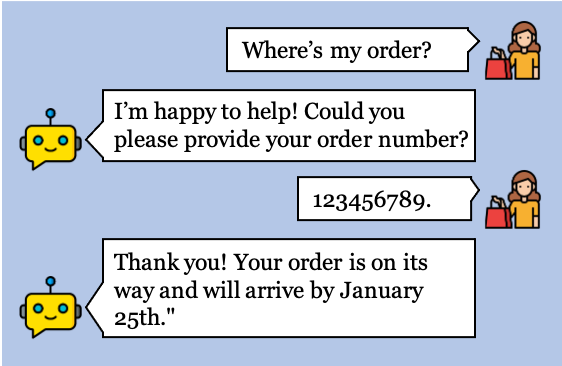 Where’s my order?
I’m happy to help! Could you
please provide your order number?
123456789.
Thank you! Your order is on its
way and will arrive by January
25th."